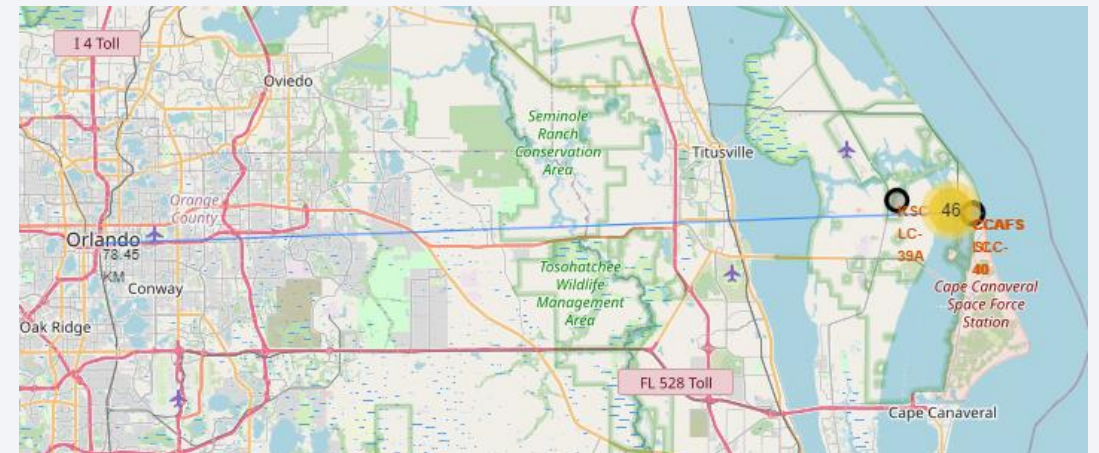 I 4 Toll
Oviedo
Seminole
Ranch
Conservation
Area
Titusville
Orange
County
Orlando
78.45
KM
Conway
Oak Ridge
Tosohatchee
Wildlife
Management
Area
46
KSC
LC-
39A
CCAFS
SLC-
40
Cape Canaveral
Space Force
Station
FL 528 Toll
Cape Canaveral